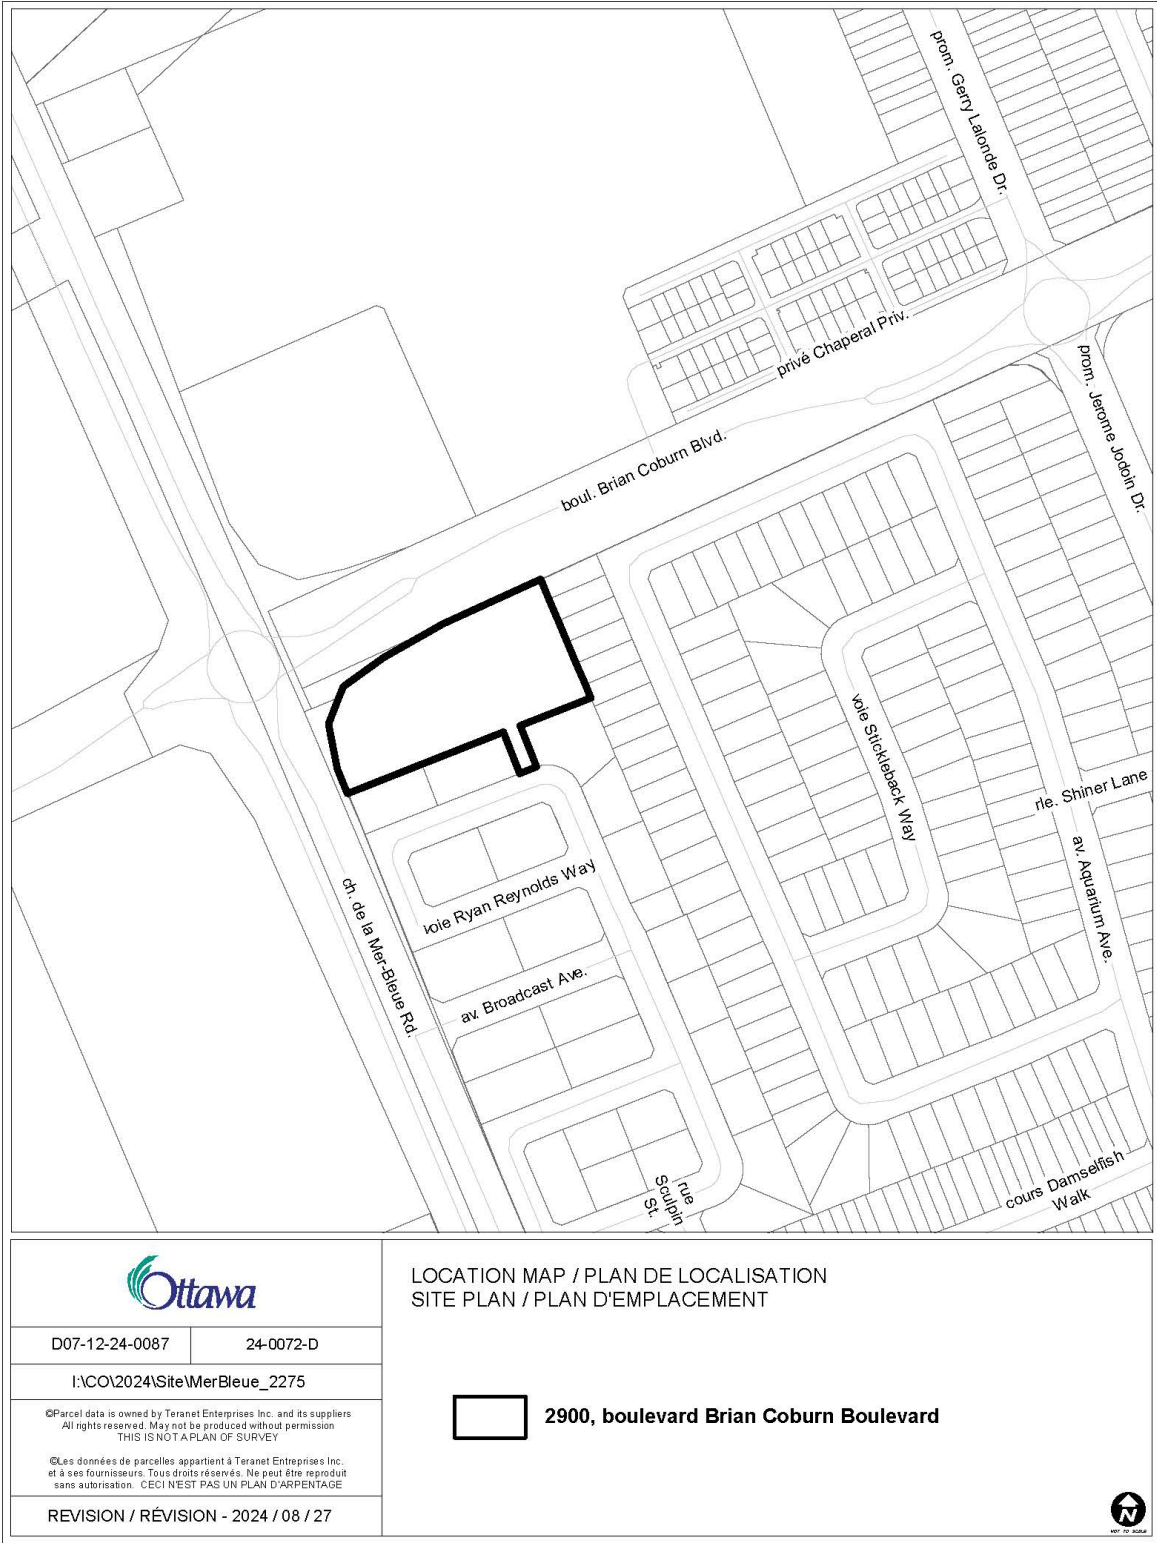 prom. Gerry Lalonde Dr.
privé Chaperal Priv.
prom. Jerome Jodoin Dr.
boul. Brian Coburn Blvd.
voie Stickleback Way
rle. Shiner Lane
av. Aquarium Ave.
voie Ryan Reynolds Way
ch. de la Mer-Bleue Rd.
av. Broadcast Ave.
rue
Sculpin
St.
cours Damselfish
Walk
Ottawa
D07-12-24-0087
24-0072-D
I:\CO\2024\Site\MerBleue_2275
©Parcel data is owned by Teranet Enterprises Inc. and its suppliers
All rights reserved. May not be produced without permission
THIS IS NOT A PLAN OF SURVEY
©Les données de parcelles appartient à Teranet Entreprises Inc.
et à ses fournisseurs. Tous droits réservés. Ne peut être reproduit
sans autorisation. CECI N'EST PAS UN PLAN D'ARPENTAGE
REVISION / RÉVISION - 2024 / 08 / 27
LOCATION MAP / PLAN DE LOCALISATION
SITE PLAN / PLAN D'EMPLACEMENT
2900, boulevard Brian Coburn Boulevard
N
NOT TO SCALE